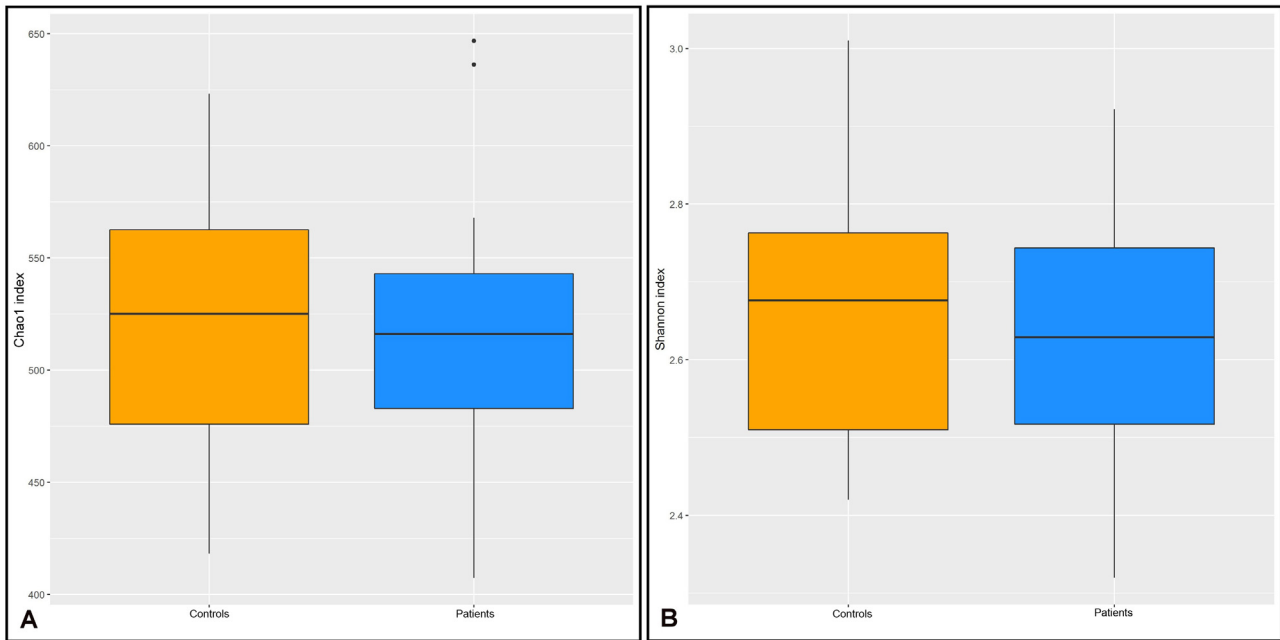 650
600
550
500
450
400
Chao1 index
Controls
Patients
A
3.0
2.8
2.6
2.4
Shannon index
Controls
Patients
B